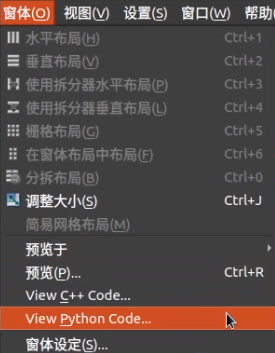 窗体(O) 视图(V) 设置(S) 窗口(W) 帮助(
水平布局(H) Ctrl+1
垂直布局(V) Ctrl+2
使用拆分器水平布局(P) Ctrl+3
使用拆分器垂直布局(L) Ctrl+4
栅格布局(G) Ctrl+5
在窗体布局中布局(F) Ctrl+6
分拆布局(B) Ctrl+0
调整大小(S) Ctrl+J
简易网格布局(M)
预览于
预览(P)... Ctrl+R
View C++ Code...
View Python Code...
窗体设定(S)...